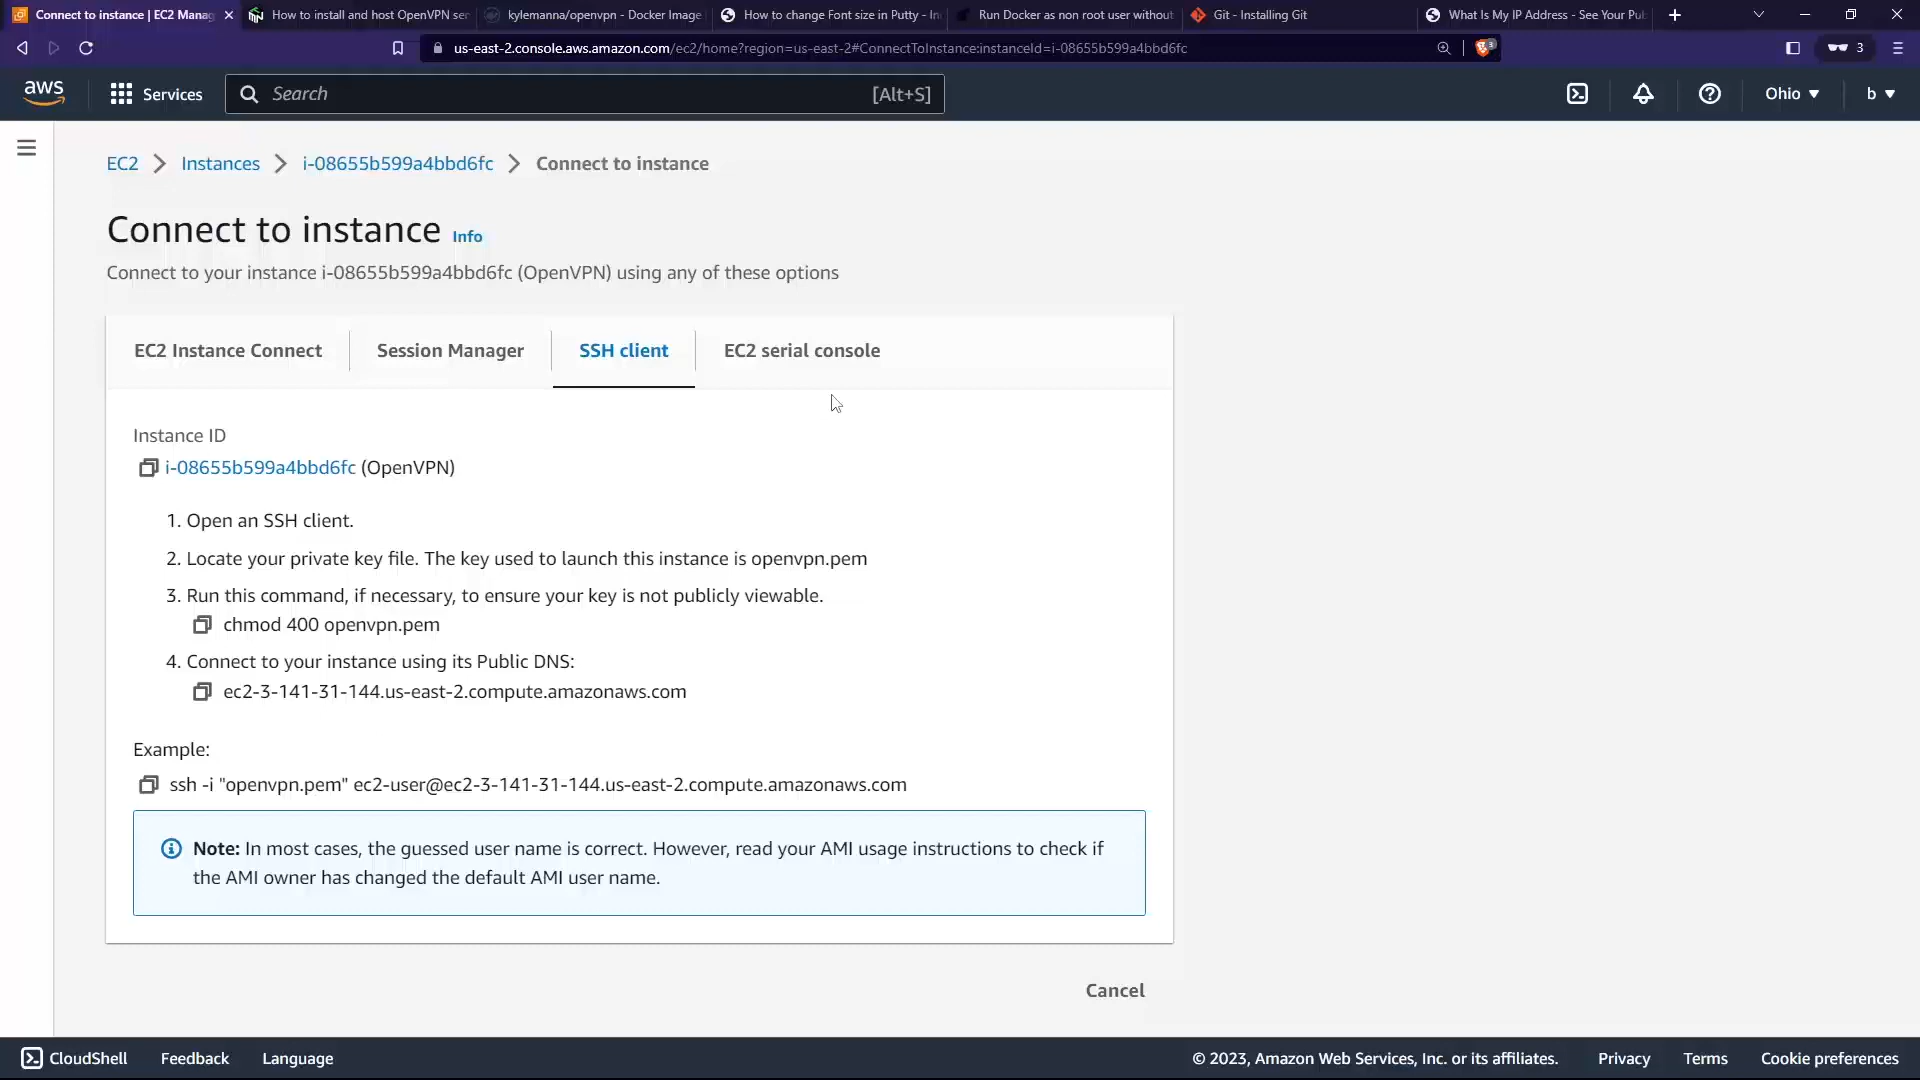 Connect to instance | EC2 Manag
How to install and host OpenVPN ser
kylemanna/openvpn - Docker Image
How to change Font size in Putty - In
Run Docker as non root user without
Git - Installing Git
What Is My IP Address - See Your Pub
us-east-2.console.aws.amazon.com/ec2/home?region=us-east-2#ConnectToInstance:instanceId=i-08655b599a4bbd6fc
3
3
aws
Services
Search
[Alt+S]
Ohio
b
EC2
Instances
i-08655b599a4bbd6fc
Connect to instance
Connect to instance
Info
Connect to your instance i-08655b599a4bbd6fc (OpenVPN) using any of these options
EC2 Instance Connect
Session Manager
SSH client
EC2 serial console
Instance ID
i-08655b599a4bbd6fc (OpenVPN)
1. Open an SSH client.
2. Locate your private key file. The key used to launch this instance is openvpn.pem
3. Run this command, if necessary, to ensure your key is not publicly viewable.
chmod 400 openvpn.pem
4. Connect to your instance using its Public DNS:
ec2-3-141-31-144.us-east-2.compute.amazonaws.com
Example:
ssh -i "openvpn.pem" ec2-user@ec2-3-141-31-144.us-east-2.compute.amazonaws.com
Note: In most cases, the guessed user name is correct. However, read your AMI usage instructions to check if
the AMI owner has changed the default AMI user name.
Cancel
CloudShell
Feedback
Language
© 2023, Amazon Web Services, Inc. or its affiliates.
Privacy
Terms
Cookie preferences